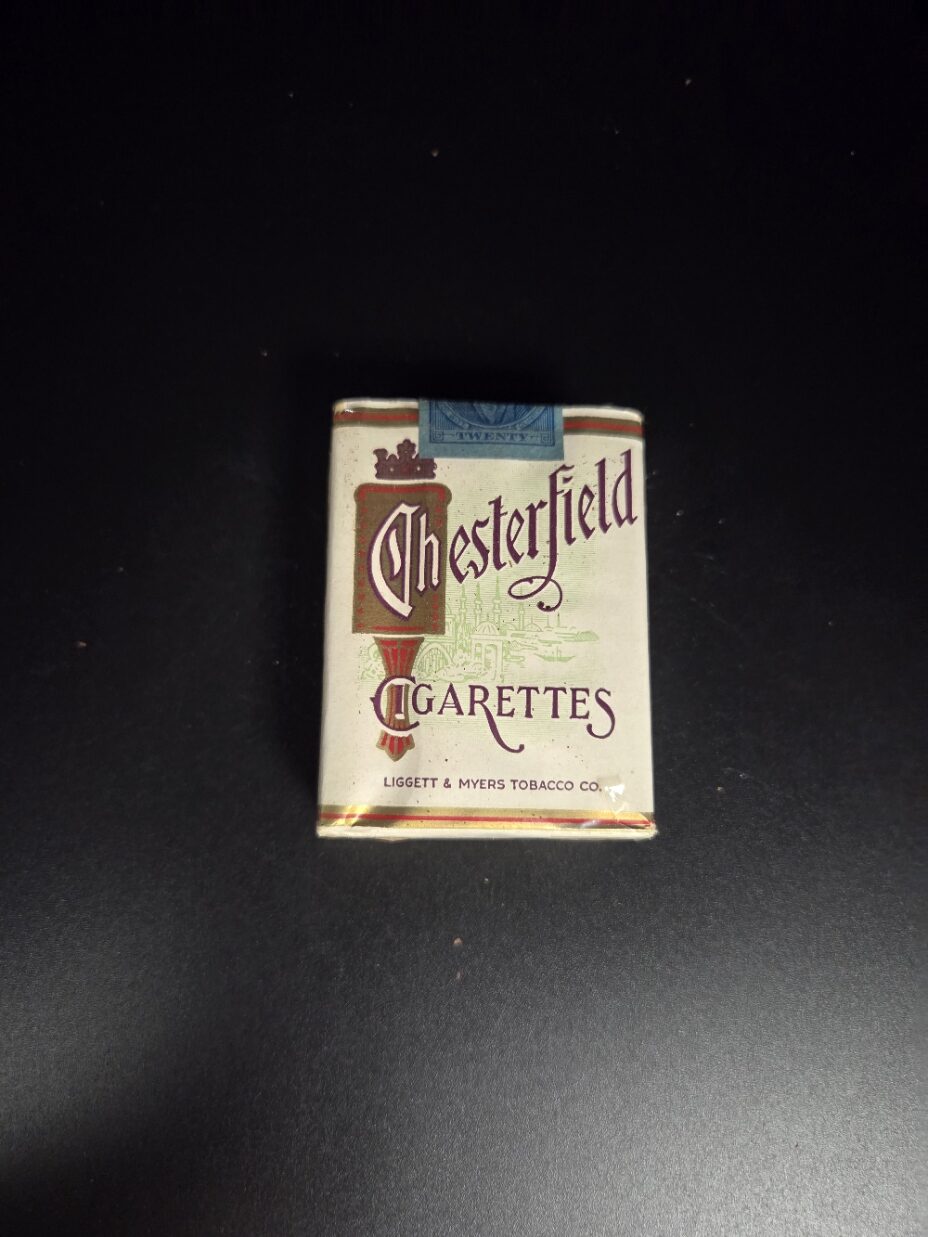 TWENTY
Chesterfield
CIGARETTES
LIGGETT & MYERS TOBACCO CO.